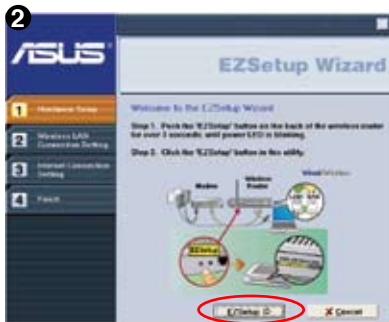 2
ASUS
EZSetup Wizard
1 Hardware Setup
2 Wireless LAN
Connection Setting
3 Internet Connection
Setting
4 Finish
Welcome to the EZSetup Wizard
Step 1. Push the 'EZSetup' button on the back of the wireless router
for over 3 seconds, until power LED is blinking.
Step 2. Click the 'EZSetup' button in this utility.
Modem
Wireless
Router
EZSetup
EZSetup
Cancel